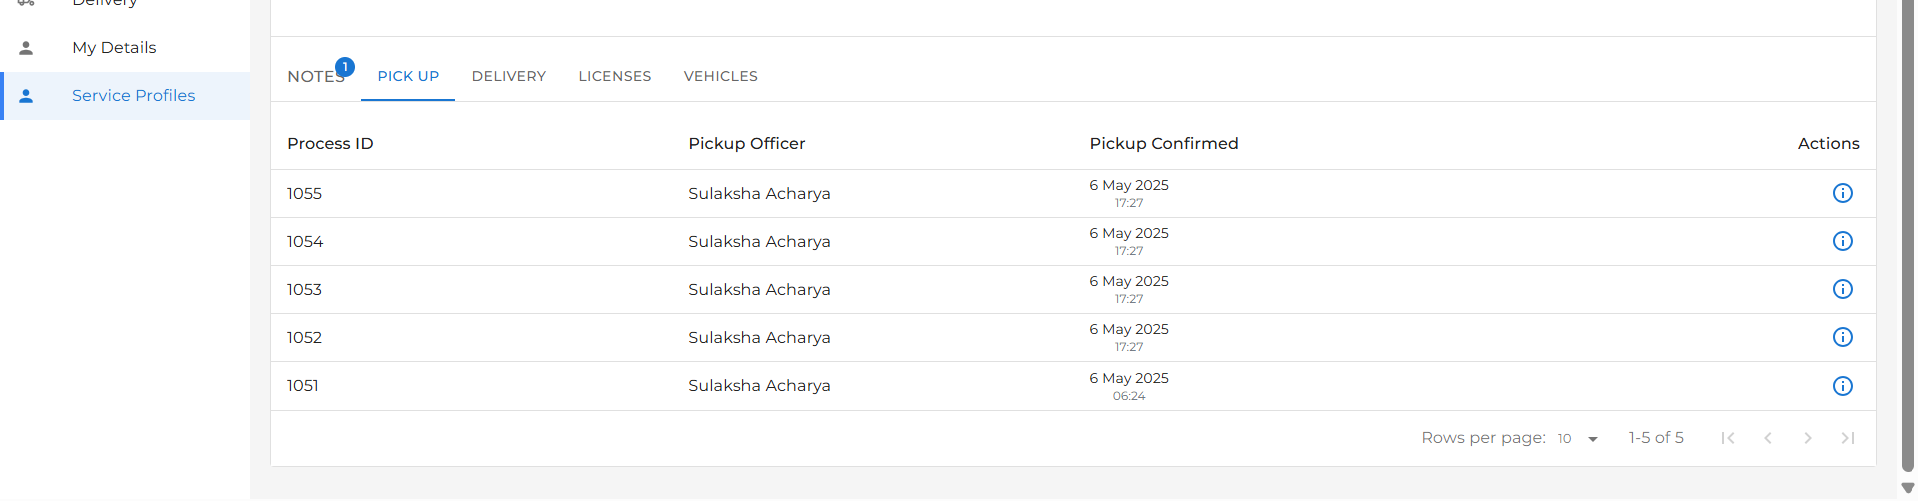 Delivery
My Details
Service Profiles
NOTES 1 PICK UP DELIVERY LICENSES VEHICLES
Process ID Pickup Officer Pickup Confirmed Actions
1055 Sulaksha Acharya 6 May 2025
17:27
1054 Sulaksha Acharya 6 May 2025
17:27
1053 Sulaksha Acharya 6 May 2025
17:27
1052 Sulaksha Acharya 6 May 2025
17:27
1051 Sulaksha Acharya 6 May 2025
06:24
Rows per page: 10 1-5 of 5